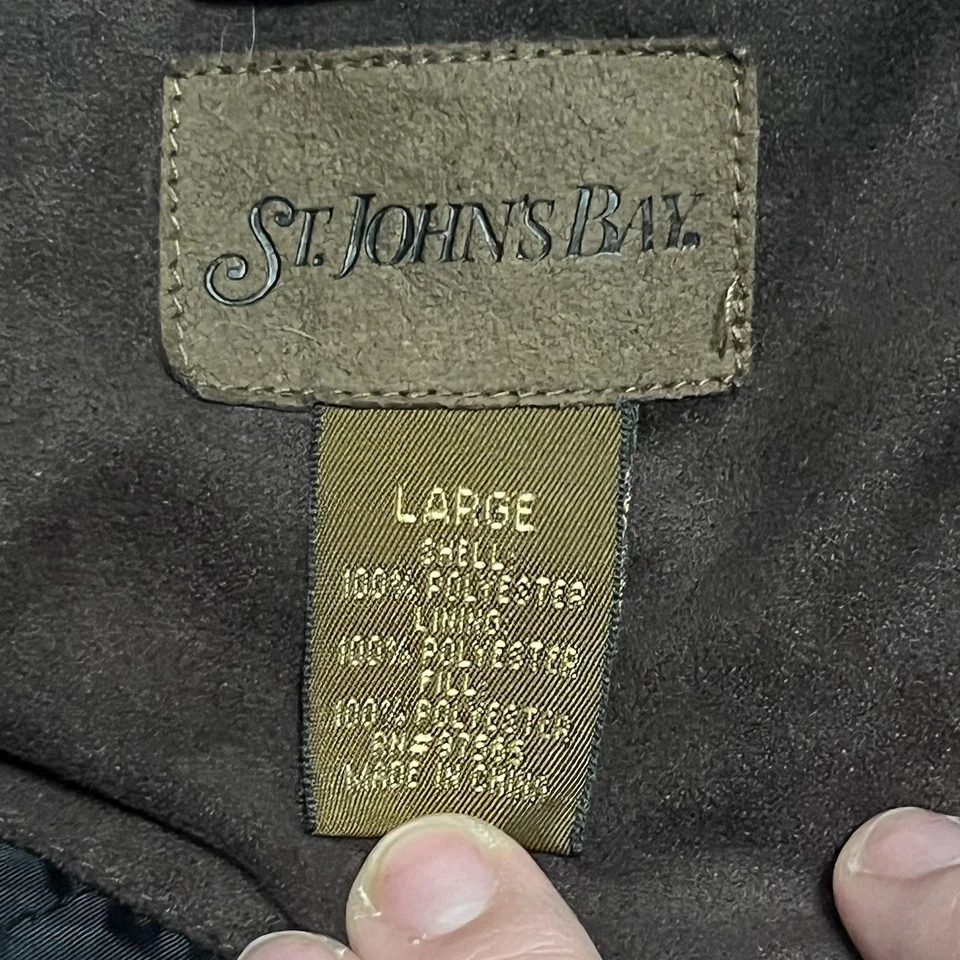 ST. JOHN'S BAY.
LARGE
SHELL:
100% POLYESTER
LINING:
100% POLYESTER
FILL:
100% POLYESTER
MADE IN CHINA